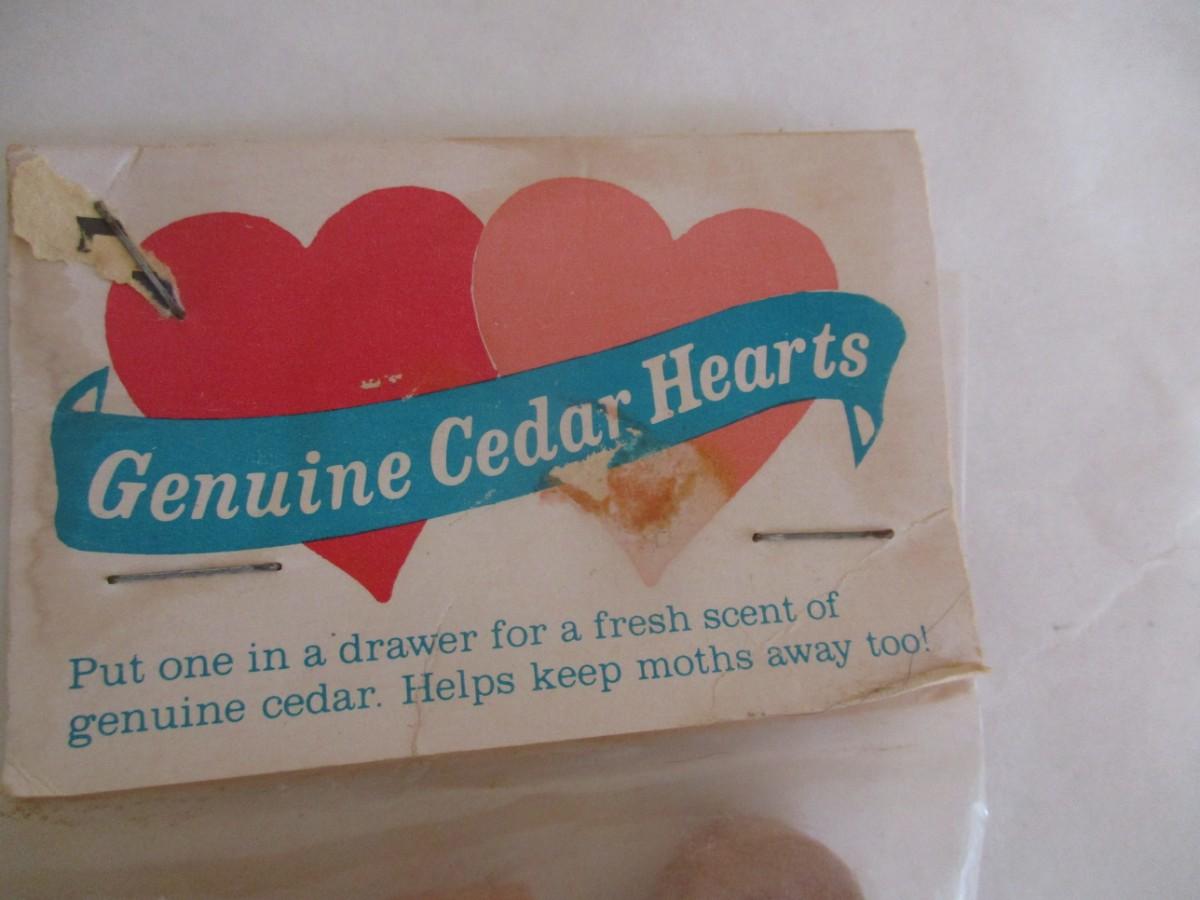 Genuine Cedar Hearts
Put one in a drawer for a fresh scent of
genuine cedar. Helps keep moths away too!